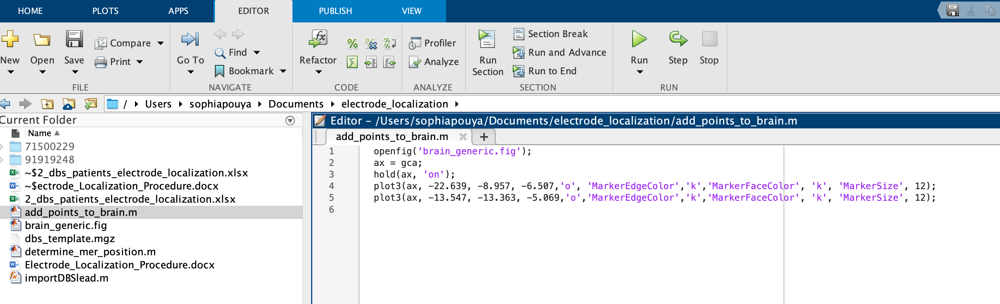 HOME PLOTS APPS EDITOR PUBLISH VIEW
New Open Save Compare Print
Go To Find Bookmark
Refactor
Profiler Analyze
Run Section Section Break Run and Advance Run to End
Run Step Stop
FILE NAVIGATE CODE ANALYZE SECTION RUN
/ Users sophiapouya Documents electrode_localization
Current Folder
Name
71500229
91919248
~$2_dbs_patients_electrode_localization.xlsx
~$ectrode_Localization_Procedure.docx
2_dbs_patients_electrode_localization.xlsx
add_points_to_brain.m
brain_generic.fig
dbs_template.mgz
determine_mer_position.m
Electrode_Localization_Procedure.docx
importDBSlead.m
Editor – /Users/sophiapouya/Documents/electrode_localization/add_points_to_brain.m
add_points_to_brain.m
1 openfig('brain_generic.fig');
2 ax = gca;
3 hold(ax, 'on');
4 plot3(ax, -22.639, -8.957, -6.507,'o', 'MarkerEdgeColor','k','MarkerFaceColor', 'k', 'MarkerSize', 12);
5 plot3(ax, -13.547, -13.363, -5.069,'o','MarkerEdgeColor','k','MarkerFaceColor', 'k', 'MarkerSize', 12);
6